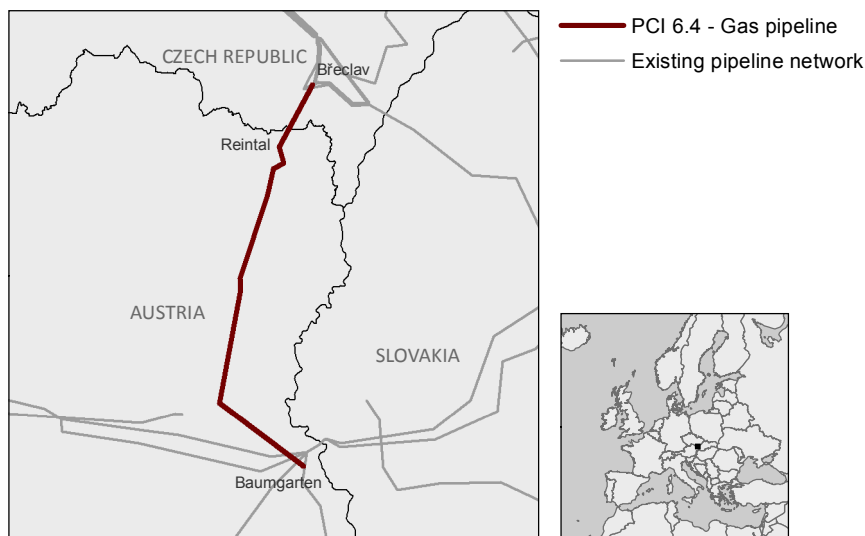 PCI 6.4 - Gas pipeline
Existing pipeline network
CZECH REPUBLIC
Břeclav
Reintal
AUSTRIA
SLOVAKIA
Baumgarten